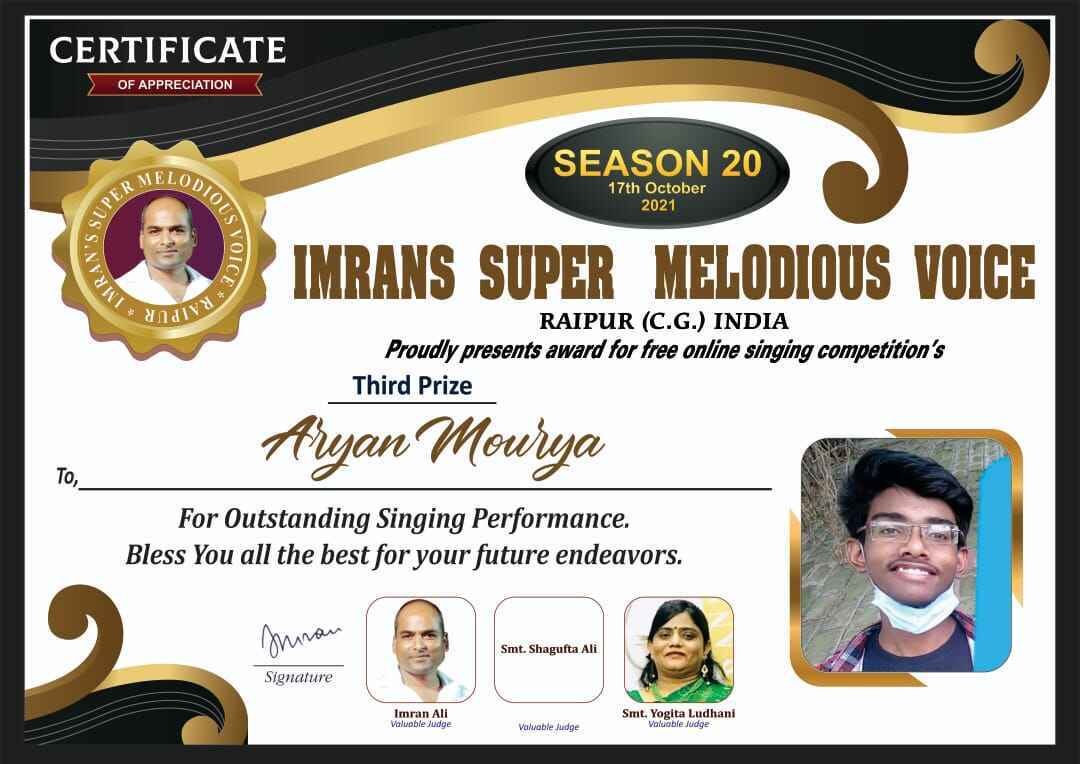 CERTIFICATE
OF APPRECIATION
IMRAN'S SUPER MELODIOUS VOICE * RAIPUR *
SEASON 20
17th October
2021
IMRANS SUPER MELODIOUS VOICE
RAIPUR (C.G.) INDIA
Proudly presents award for free online singing competition's
Third Prize
Aryan Mourya
To,
For Outstanding Singing Performance.
Bless You all the best for your future endeavors.
Imran
Signature
Imran Ali
Valuable Judge
Smt. Shagufta Ali
Valuable Judge
Smt. Yogita Ludhani
Valuable Judge